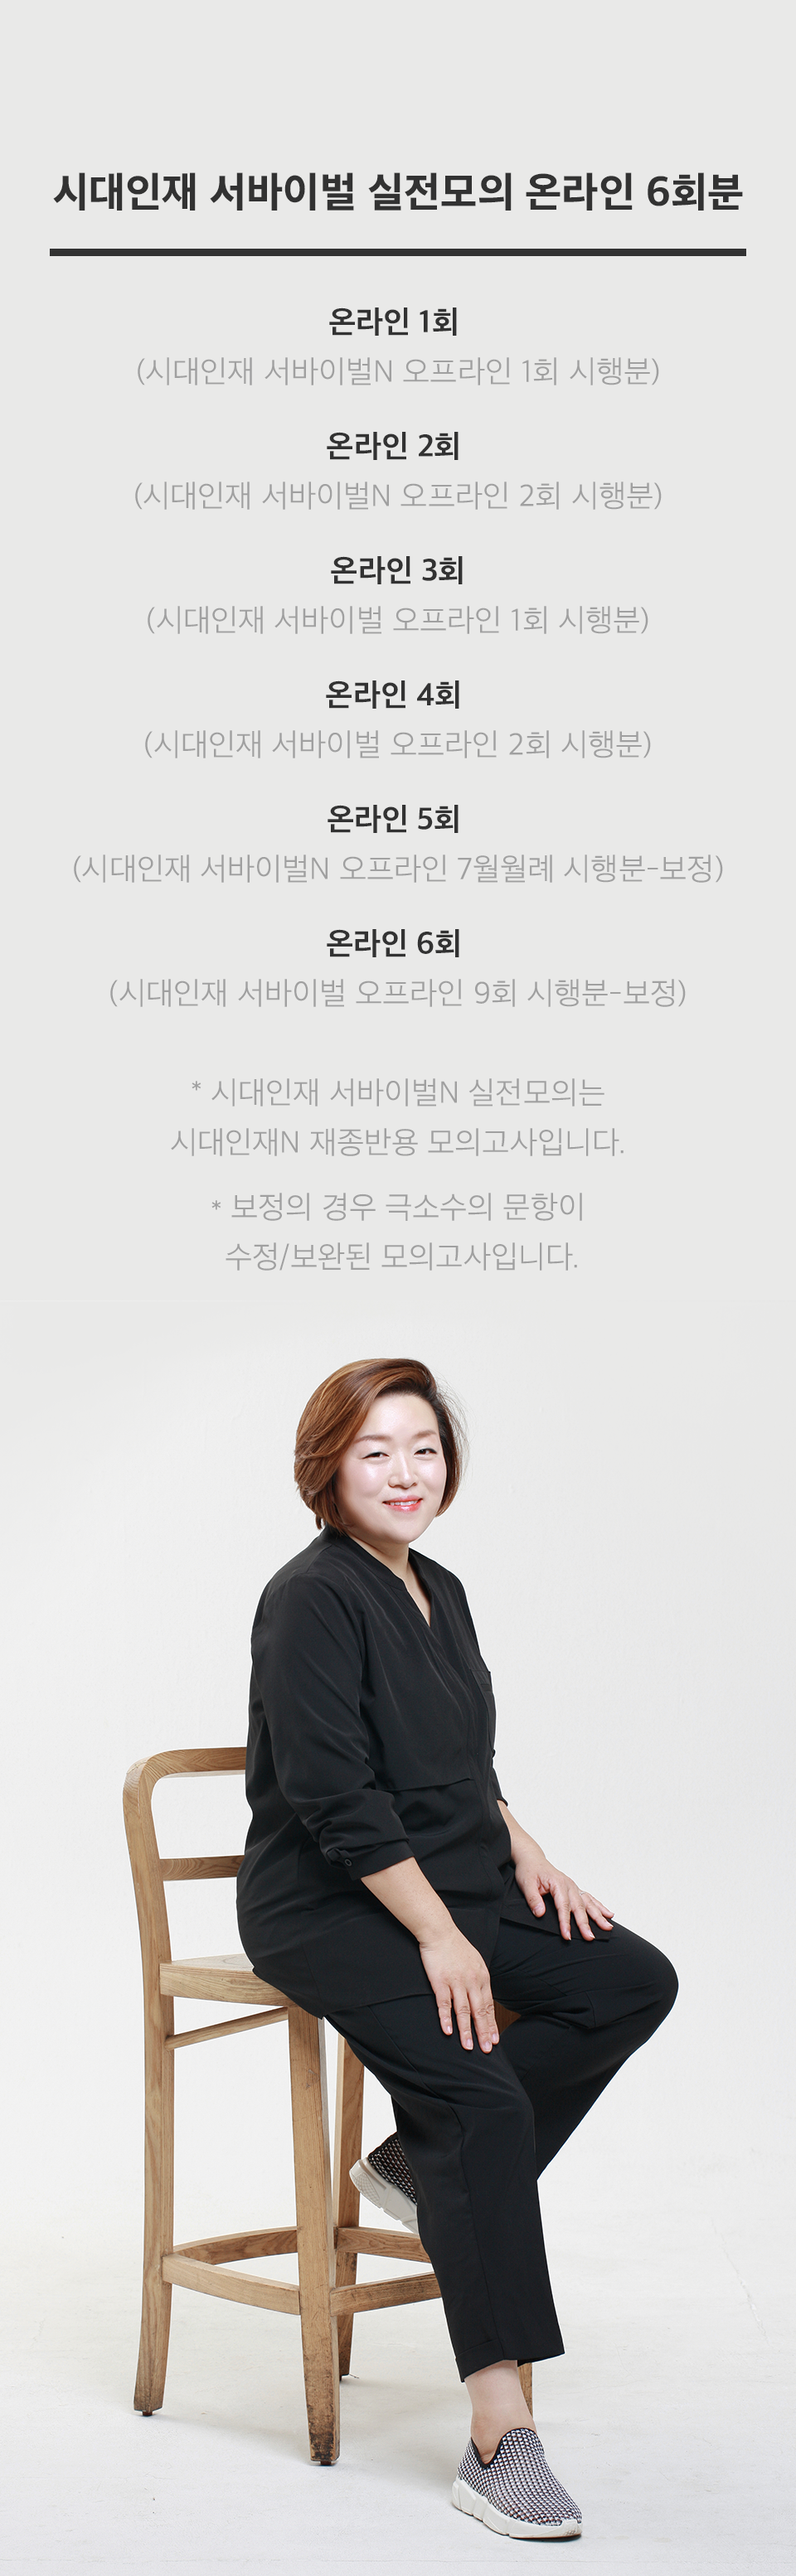 시대인재 서바이벌 실전모의 온라인 6회분
온라인 1회
(시대인재 서바이벌N 오프라인 1회 시행분)
온라인 2회
(시대인재 서바이벌N 오프라인 2회 시행분)
온라인 3회
(시대인재 서바이벌 오프라인 1회 시행분)
온라인 4회
(시대인재 서바이벌 오프라인 2회 시행분)
온라인 5회
(시대인재 서바이벌N 오프라인 7월월례 시행분-보정)
온라인 6회
(시대인재 서바이벌 오프라인 9회 시행분-보정)
* 시대인재 서바이벌N 실전모의는
시대인재N 재종반용 모의고사입니다.
* 보정의 경우 극소수의 문항이
수정/보완된 모의고사입니다.